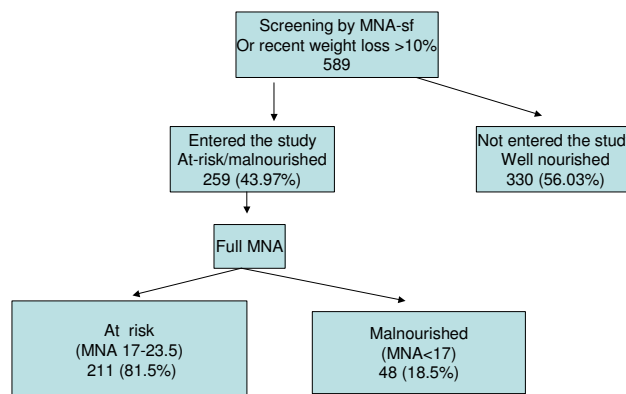 Screening by MNA-sf
Or recent weight loss >10%
589
Entered the study
At-risk/malnourished
259 (43.97%)
Not entered the stud
Well nourished
330 (56.03%)
Full MNA
At risk
(MNA 17-23.5)
211 (81.5%)
Malnourished
(MNA<17)
48 (18.5%)